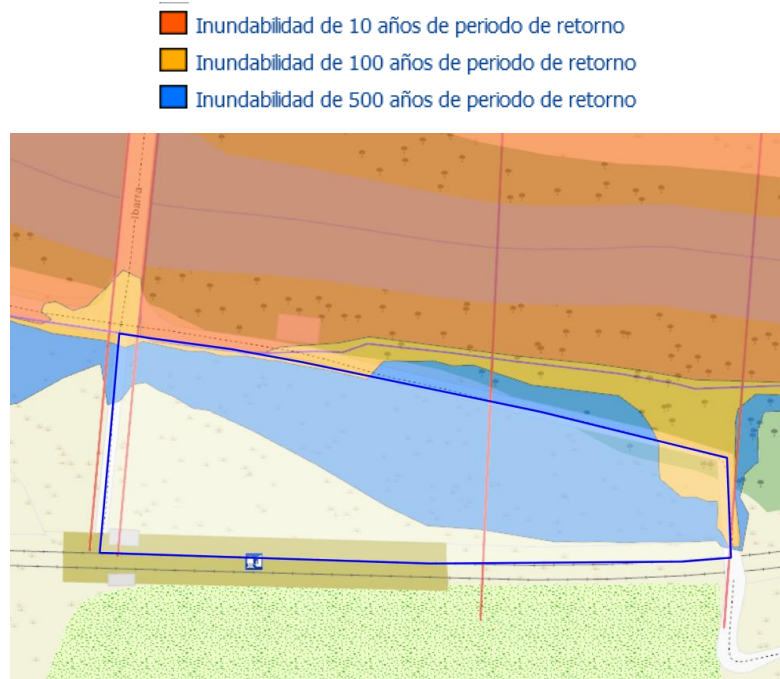 Inundabilidad de 10 años de periodo de retorno
Inundabilidad de 100 años de periodo de retorno
Inundabilidad de 500 años de periodo de retorno
Ibarra